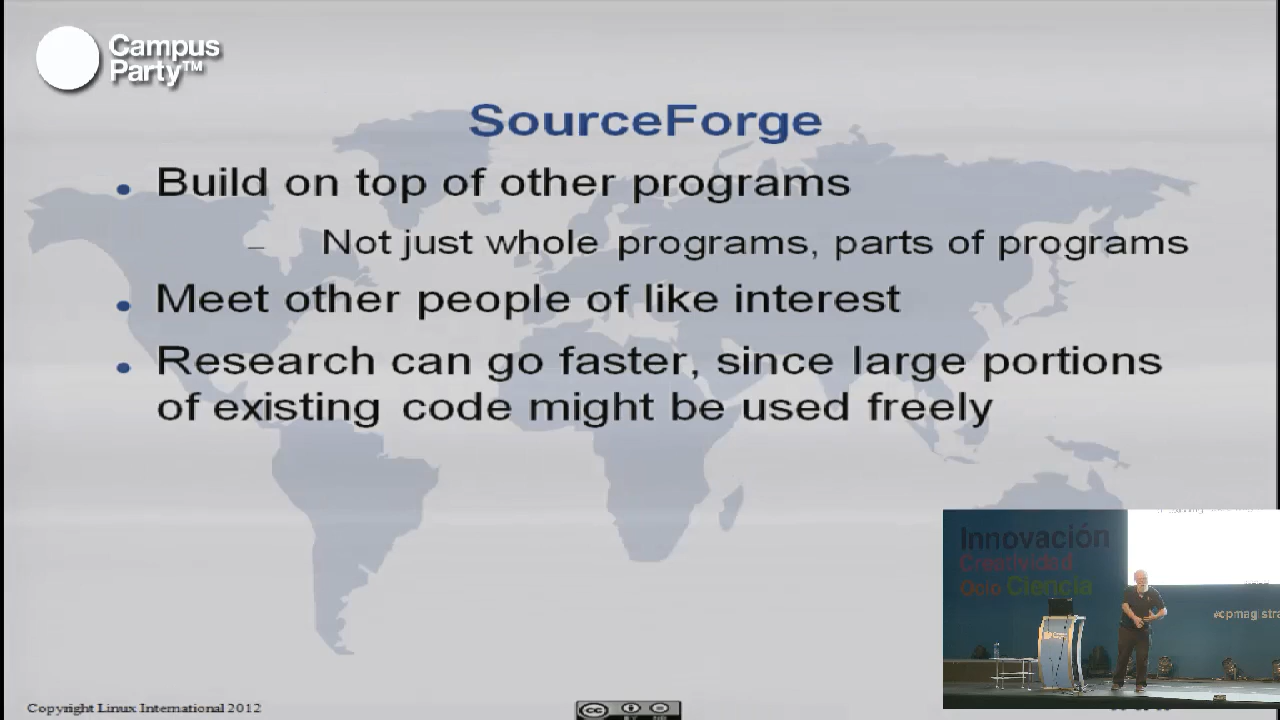 Campus
Party™
SourceForge
• Build on top of other programs
– Not just whole programs, parts of programs
• Meet other people of like interest
• Research can go faster, since large portions
of existing code might be used freely
Innovación
Creatividad
Ocio Ciencia
#cpmagistra
Copyright Linux International 2012
cc